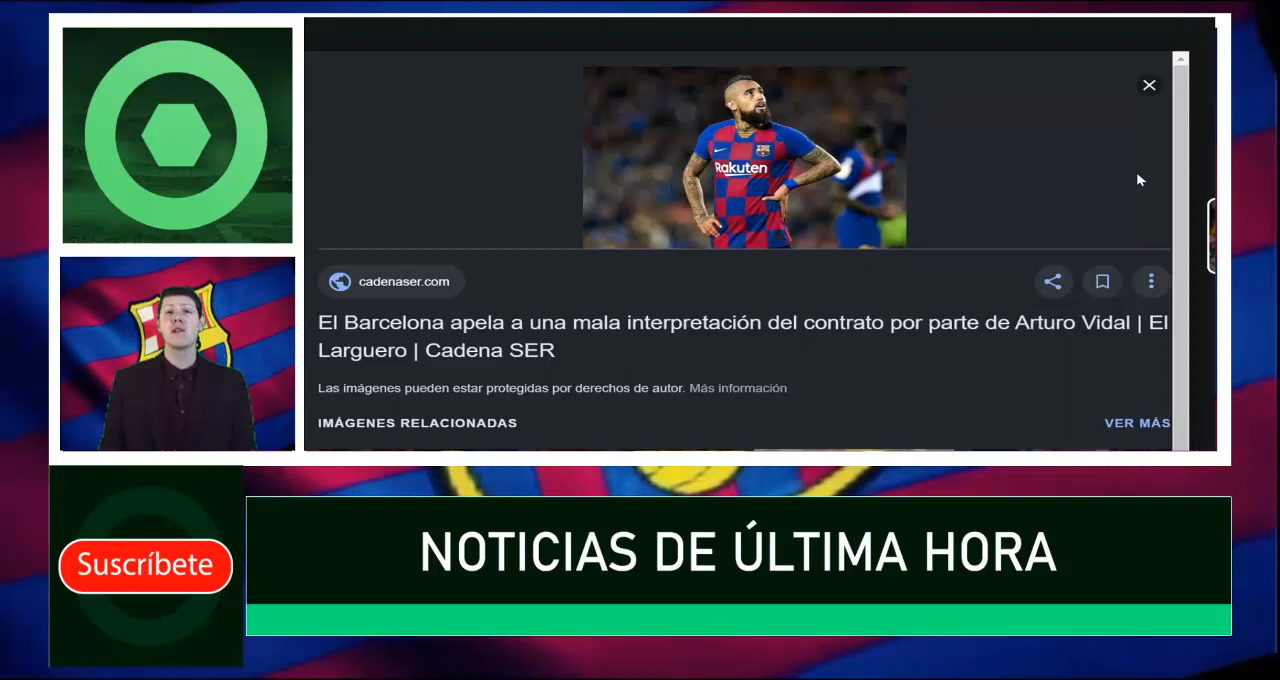 Rakuten
cadenaser.com
El Barcelona apela a una mala interpretación del contrato por parte de Arturo Vidal | El
Larguero | Cadena SER
Las imágenes pueden estar protegidas por derechos de autor. Más información
IMÁGENES RELACIONADAS
VER MÁS
Suscríbete
NOTICIAS DE ÚLTIMA HORA